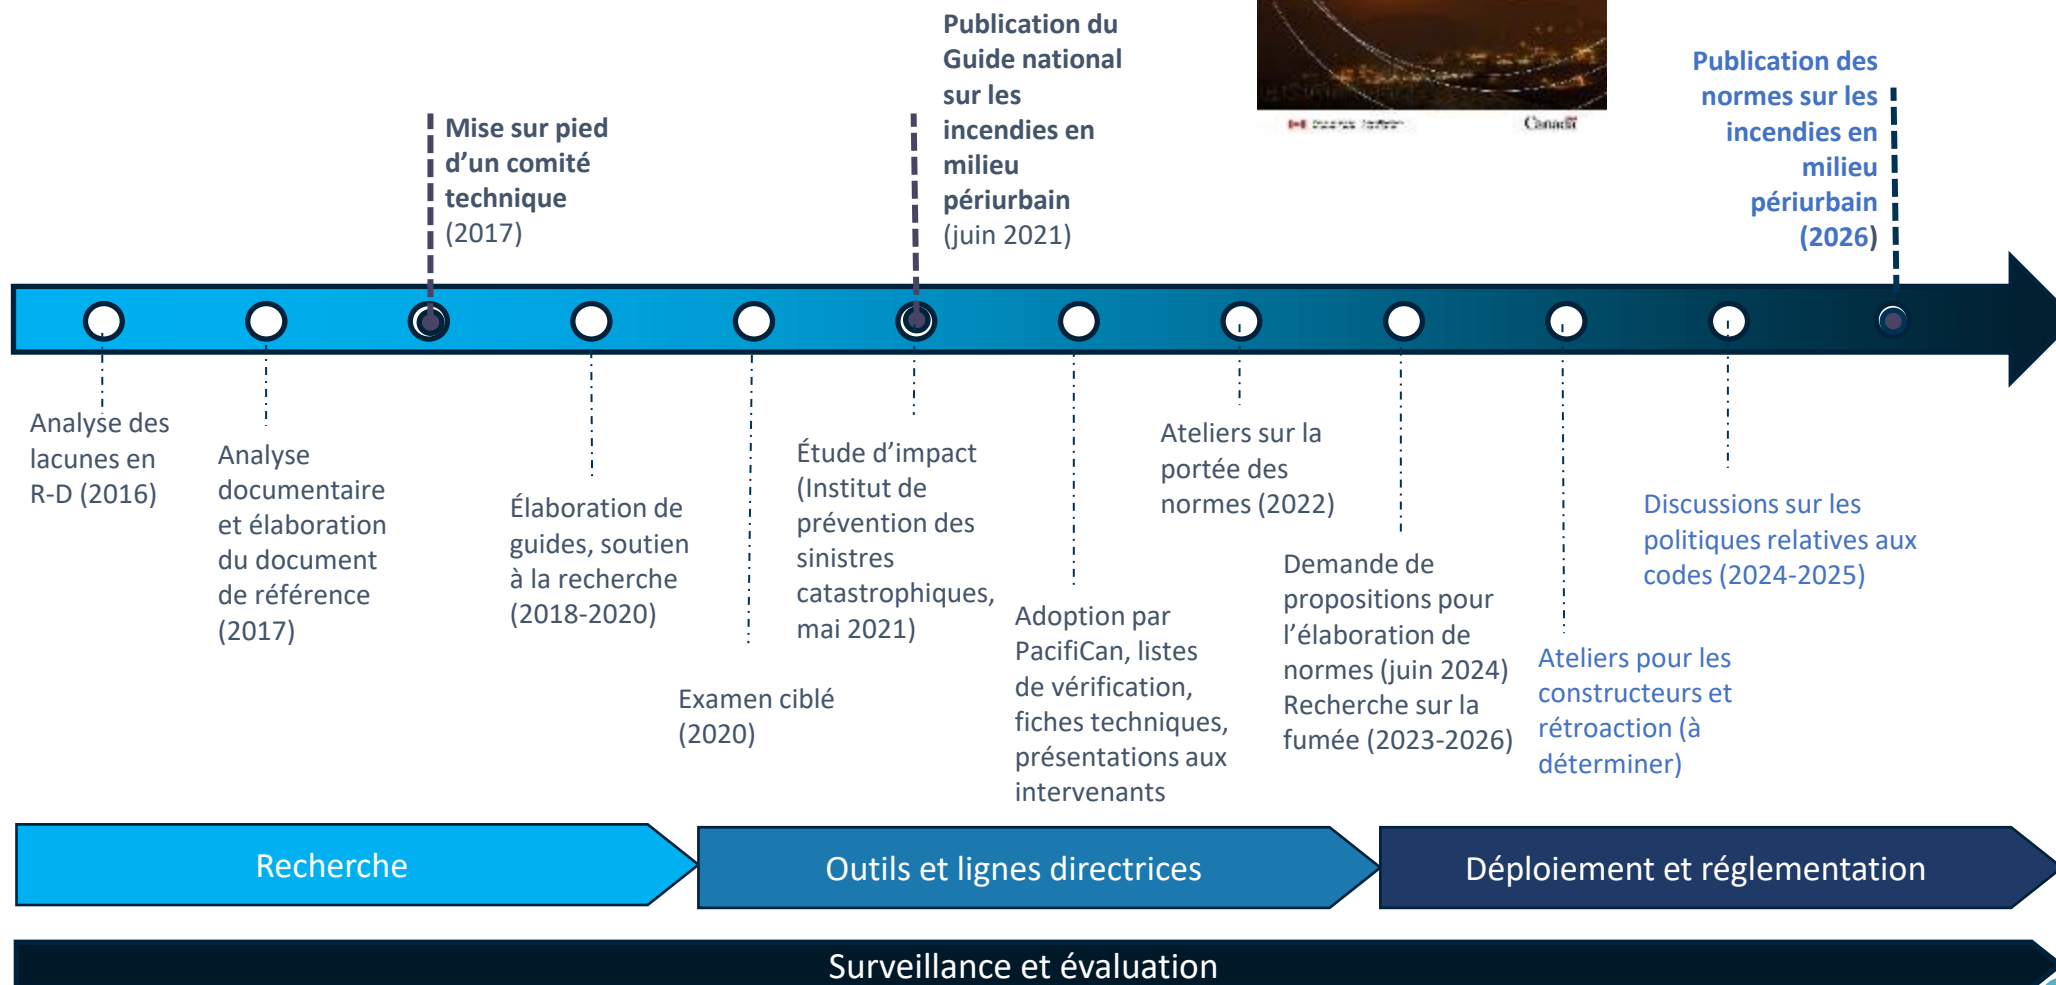 Publication du
Guide national
sur les
incendies en
milieu
périurbain
(juin 2021)
Canada
Publication des
normes sur les
incendies en
milieu
périurbain
(2026)
Mise sur pied
d'un comité
technique
(2017)
Analyse des
lacunes en
R-D (2016)
Analyse
documentaire
et élaboration
du document
de référence
(2017)
Élaboration de
guides, soutien
à la recherche
(2018-2020)
Examen ciblé
(2020)
Étude d'impact
(Institut de
prévention des
sinistres
catastrophiques,
mai 2021)
Adoption par
PacifiCan, listes
de vérification,
fiches techniques,
présentations aux
intervenants
Ateliers sur la
portée des
normes (2022)
Demande de
propositions pour
l'élaboration de
normes (juin 2024)
Recherche sur la
fumée (2023-2026)
Ateliers pour les
constructeurs et
rétroaction (à
déterminer)
Discussions sur les
politiques relatives aux
codes (2024-2025)
Recherche
Outils et lignes directrices
Déploiement et réglementation
Surveillance et évaluation